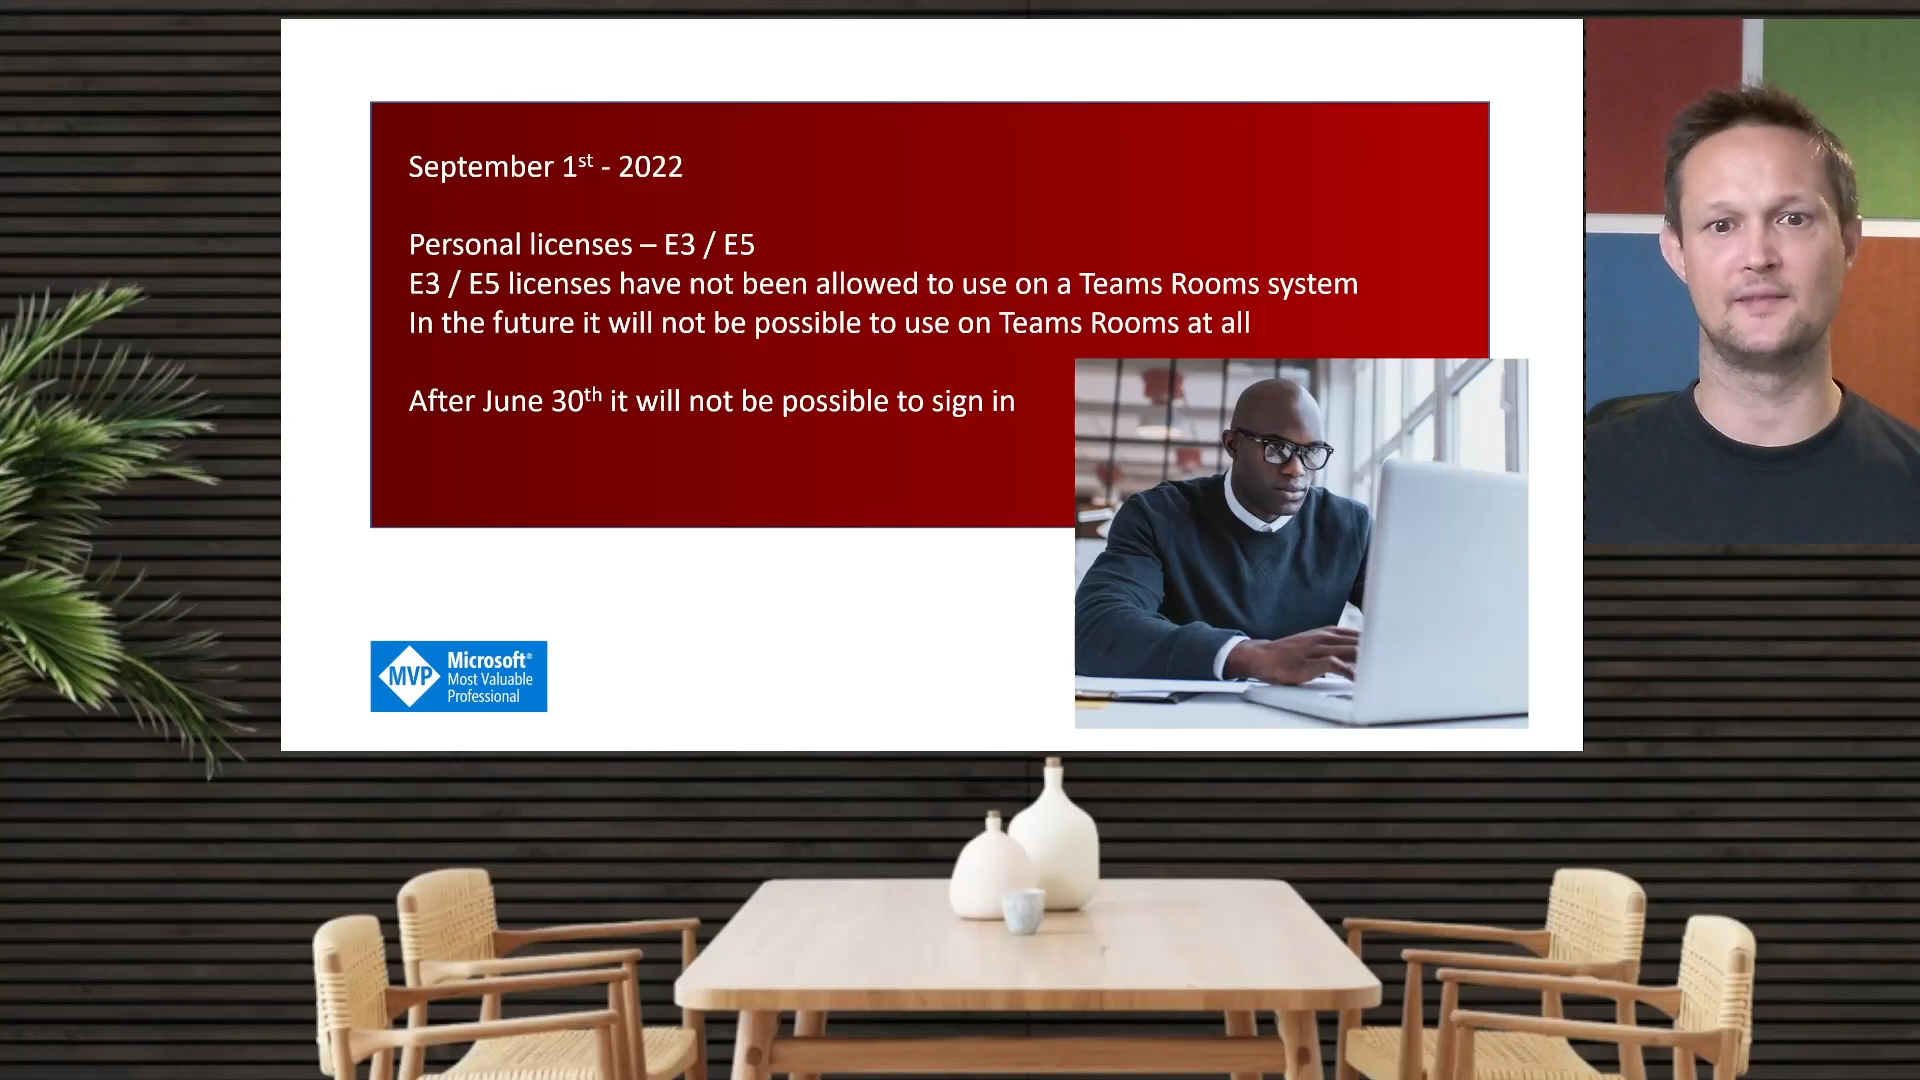 September 1st - 2022
Personal licenses – E3 / E5
E3 / E5 licenses have not been allowed to use on a Teams Rooms system
In the future it will not be possible to use on Teams Rooms at all
After June 30th it will not be possible to sign in
MVP
Microsoft®
Most Valuable
Professional